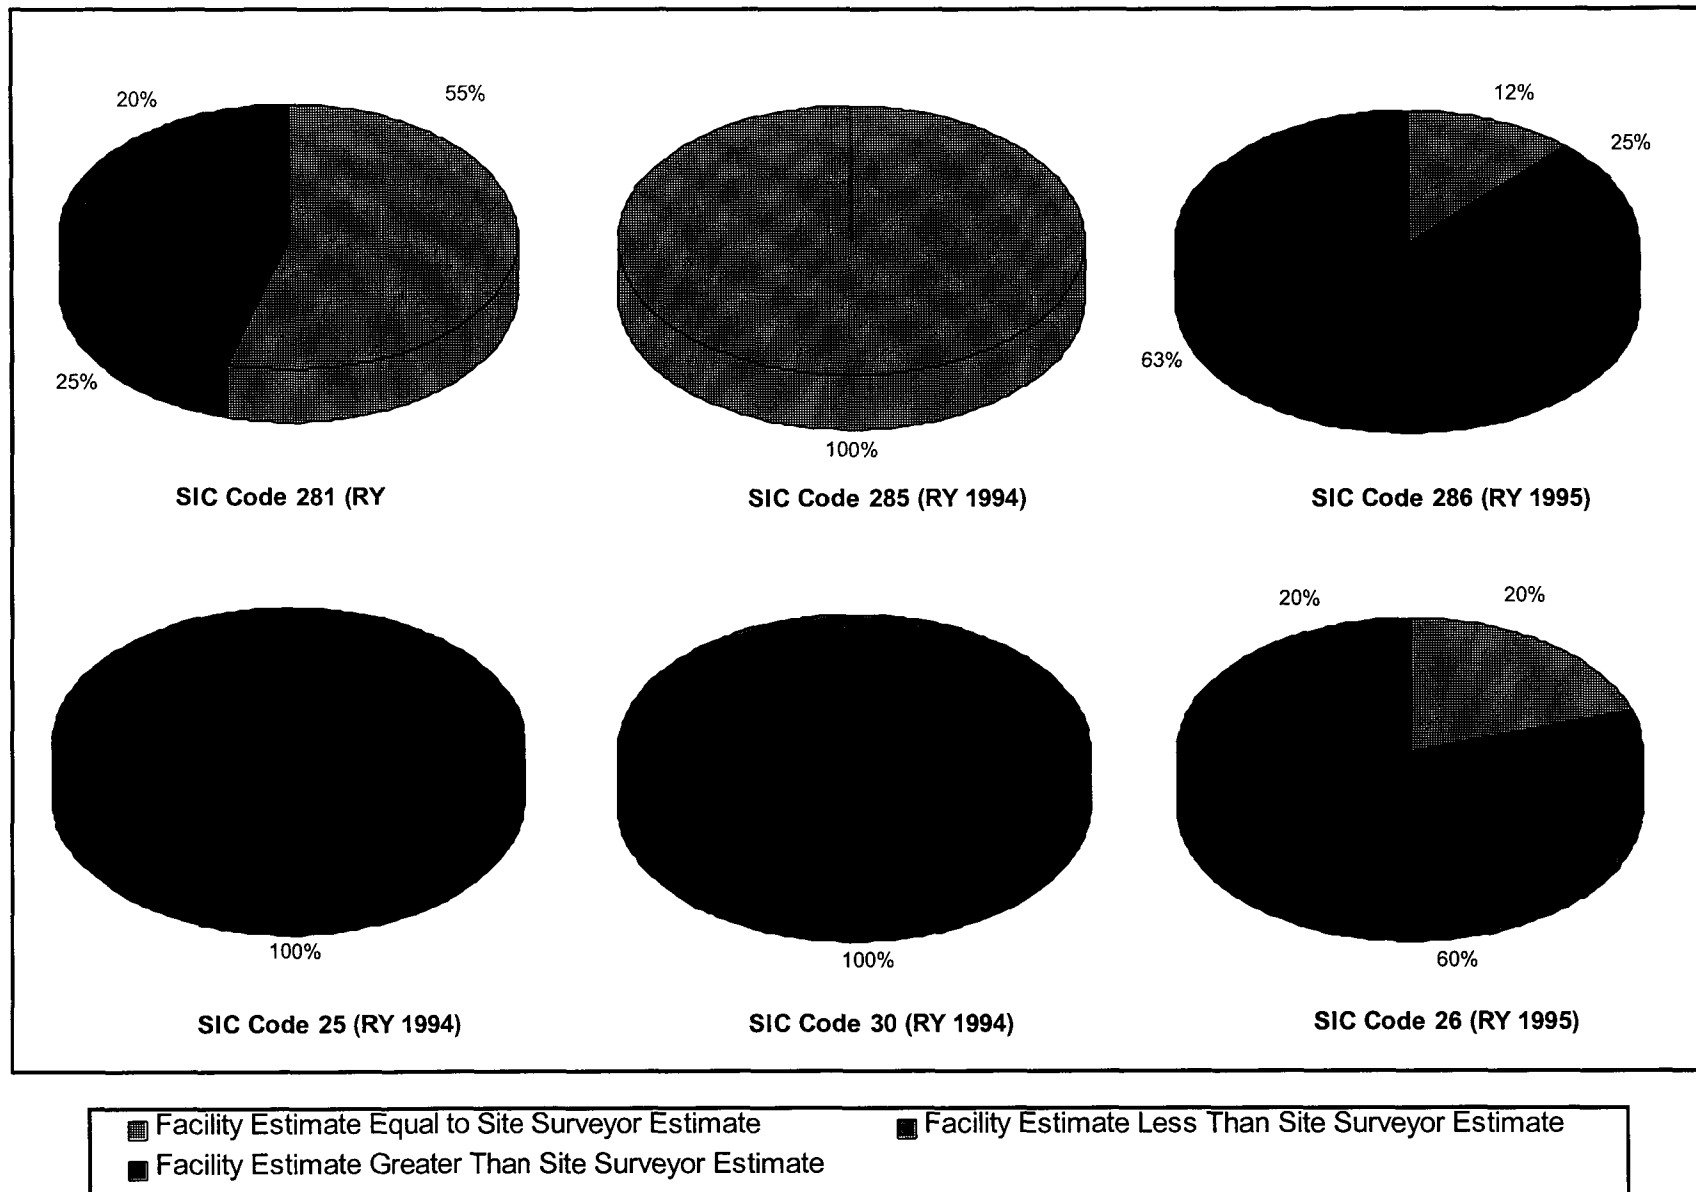 20%
55%
12%
25%
63%
25%
100%
SIC Code 281 (RY
SIC Code 285 (RY 1994)
SIC Code 286 (RY 1995)
20%
20%
100%
100%
60%
SIC Code 25 (RY 1994)
SIC Code 30 (RY 1994)
SIC Code 26 (RY 1995)
Facility Estimate Equal to Site Surveyor Estimate
Facility Estimate Less Than Site Surveyor Estimate
Facility Estimate Greater Than Site Surveyor Estimate